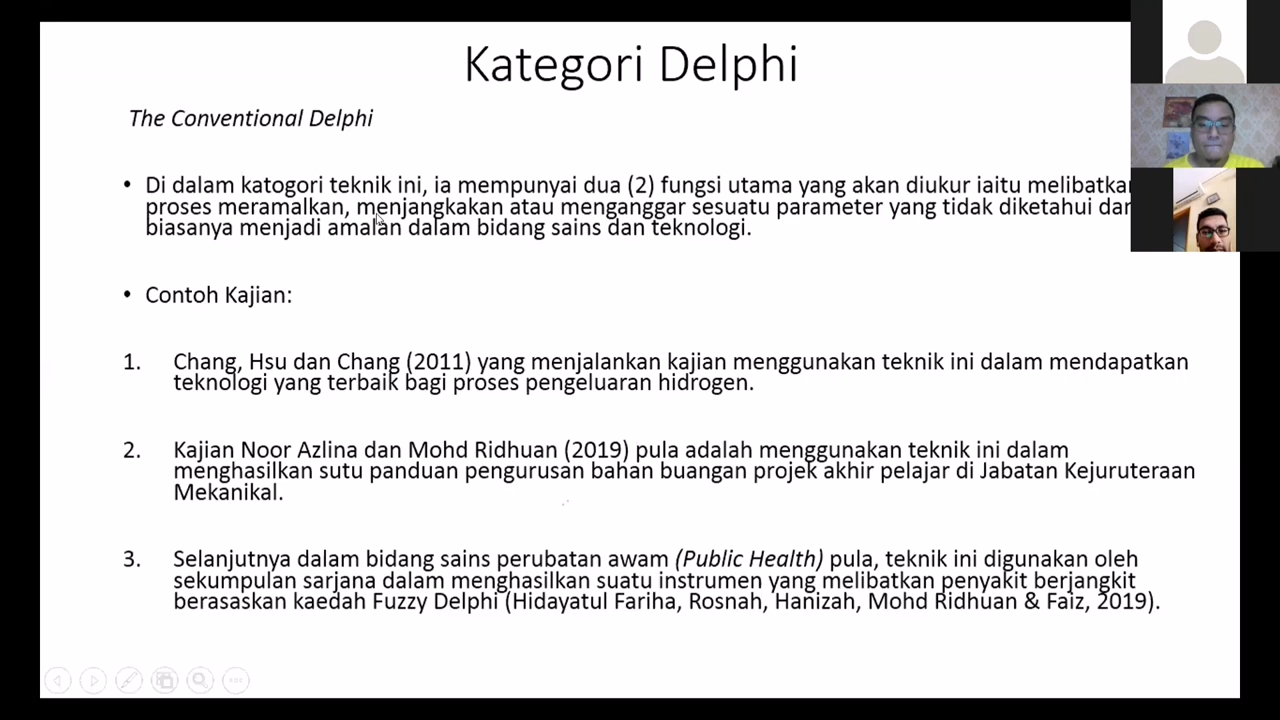 Kategori Delphi
The Conventional Delphi
• Di dalam katogori teknik ini, ia mempunyai dua (2) fungsi utama yang akan diukur iaitu melibatkan
proses meramalkan, menjangkakan atau menganggar sesuatu parameter yang tidak diketahui dan
biasanya menjadi amalan dalam bidang sains dan teknologi.
• Contoh Kajian:
1. Chang, Hsu dan Chang (2011) yang menjalankan kajian menggunakan teknik ini dalam mendapatkan
teknologi yang terbaik bagi proses pengeluaran hidrogen.
2. Kajian Noor Azlina dan Mohd Ridhuan (2019) pula adalah menggunakan teknik ini dalam
menghasilkan sutu panduan pengurusan bahan buangan projek akhir pelajar di Jabatan Kejuruteraan
Mekanikal.
3. Selanjutnya dalam bidang sains perubatan awam (Public Health) pula, teknik ini digunakan oleh
sekumpulan sarjana dalam menghasilkan suatu instrumen yang melibatkan penyakit berjangkit
berasaskan kaedah Fuzzy Delphi (Hidayatul Fariha, Rosnah, Hanizah, Mohd Ridhuan & Faiz, 2019).